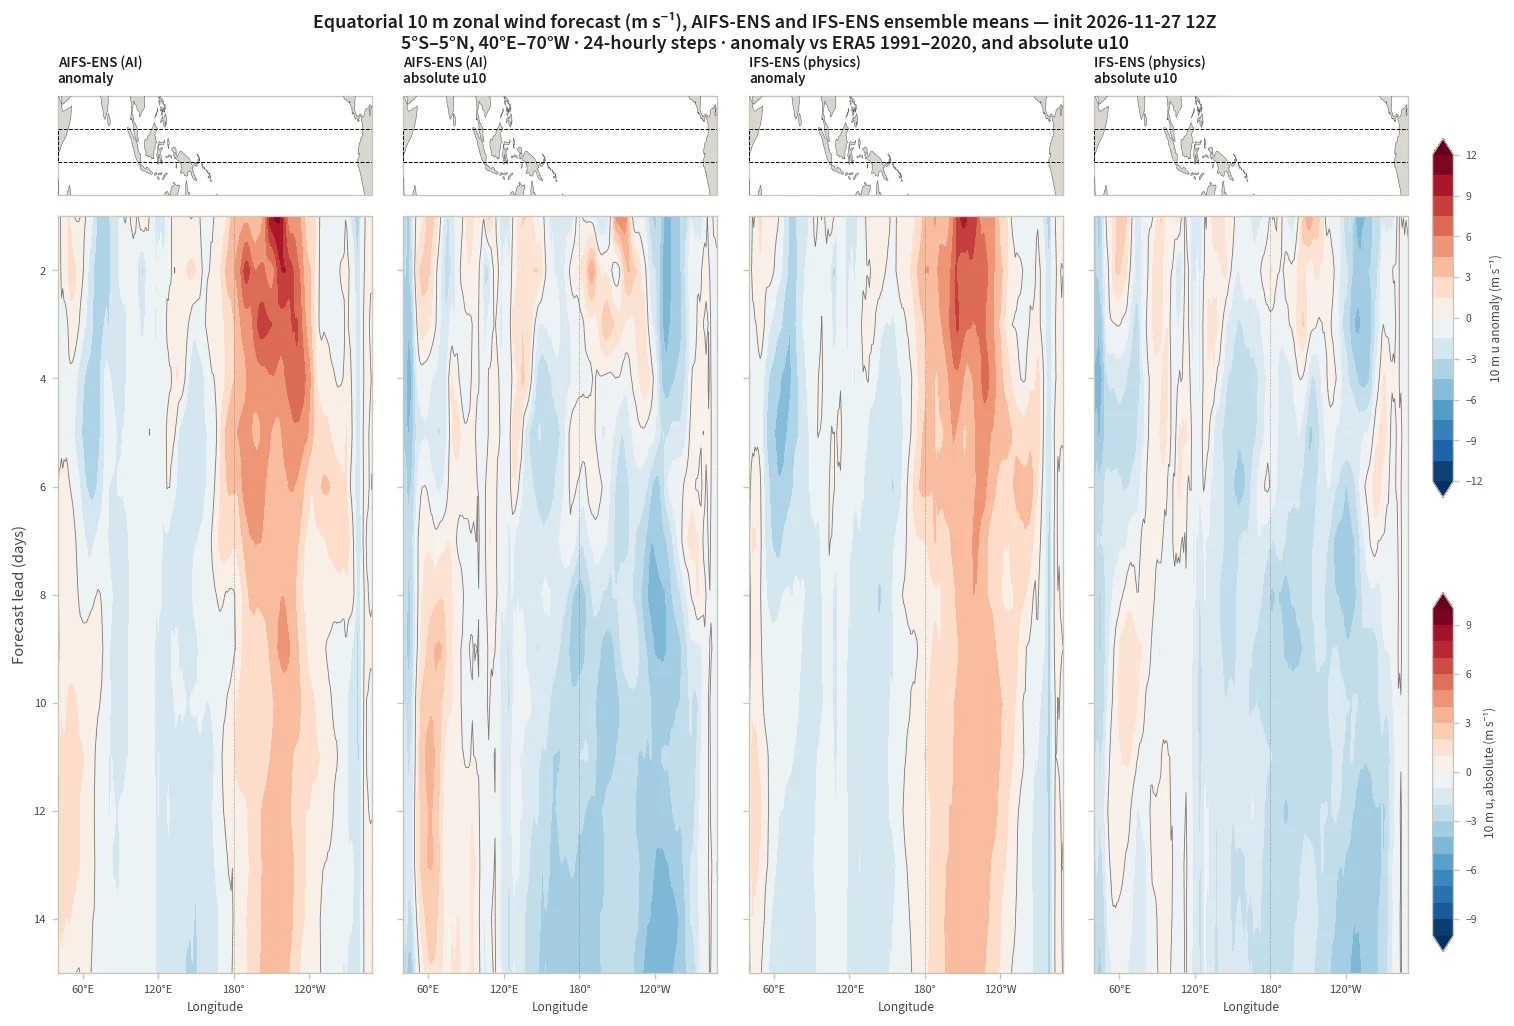 Equatorial 10 m zonal wind forecast (m s⁻¹), AIFS-ENS and IFS-ENS ensemble means — init 2026-11-27 12Z
5°S–5°N, 40°E–70°W · 24-hourly steps · anomaly vs ERA5 1991–2020, and absolute u10
AIFS-ENS (AI)
anomaly
AIFS-ENS (AI)
absolute u10
IFS-ENS (physics)
anomaly
IFS-ENS (physics)
absolute u10
Forecast lead (days)
2
4
6
8
10
12
14
60°E 120°E 180° 120°W
60°E 120°E 180° 120°W
60°E 120°E 180° 120°W
60°E 120°E 180° 120°W
Longitude
Longitude
Longitude
Longitude
12
9
6
3
0
−3
−6
−9
−12
10 m u anomaly (m s⁻¹)
9
6
3
0
−3
−6
−9
10 m u, absolute (m s⁻¹)